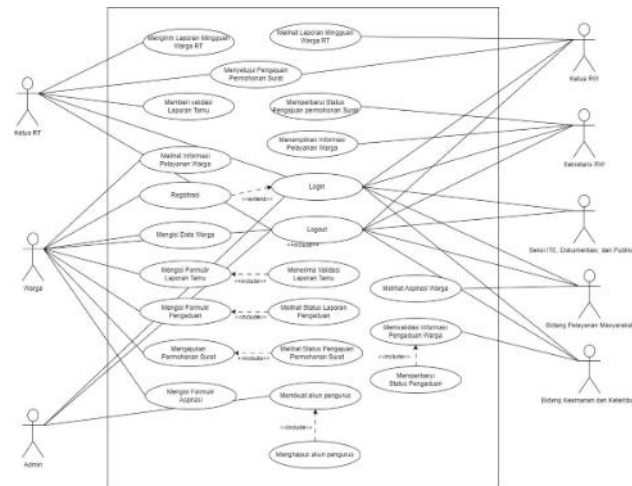 Mengirim Laporan Mingguan
Warga RT
Melihat Laporan Mingguan
Warga RT
Menyetujui Pengajuan
Permohonan Surat
Ketua RT
Ketua RW
Memberi validasi
Laporan Tamu
Memperbarui Status
Pengajuan permohonan Surat
Menampilkan Informasi
Pelayanan Warga
Sekretaris RW
Melihat Informasi
Pelayanan Warga
Registrasi
<<extend>>
Login
Logout
<<include>>
Mengisi Data Warga
Warga
Seksi ITE, Dokumentasi, dan Publika
Mengisi Formulir
Laporan Tamu
<<include>>
Menerima Validasi
Laporan Tamu
Melihat Aspirasi Warga
Bidang Pelayanan Masyarakat
Mengisi Formulir
Pengaduan
<<include>>
Melihat Status Laporan
Pengaduan
Memvalidasi Informasi
Pengaduan Warga
<<include>>
Mengajukan
Permohonan Surat
<<include>>
Melihat Status Pengajuan
Permohonan Surat
Memperbarui
Status Pengaduan
Bidang Keamanan dan Ketertiba
Mengisi Formulir
Aspirasi
Membuat akun pengurus
<<include>>
Menghapus akun pengurus
Admin